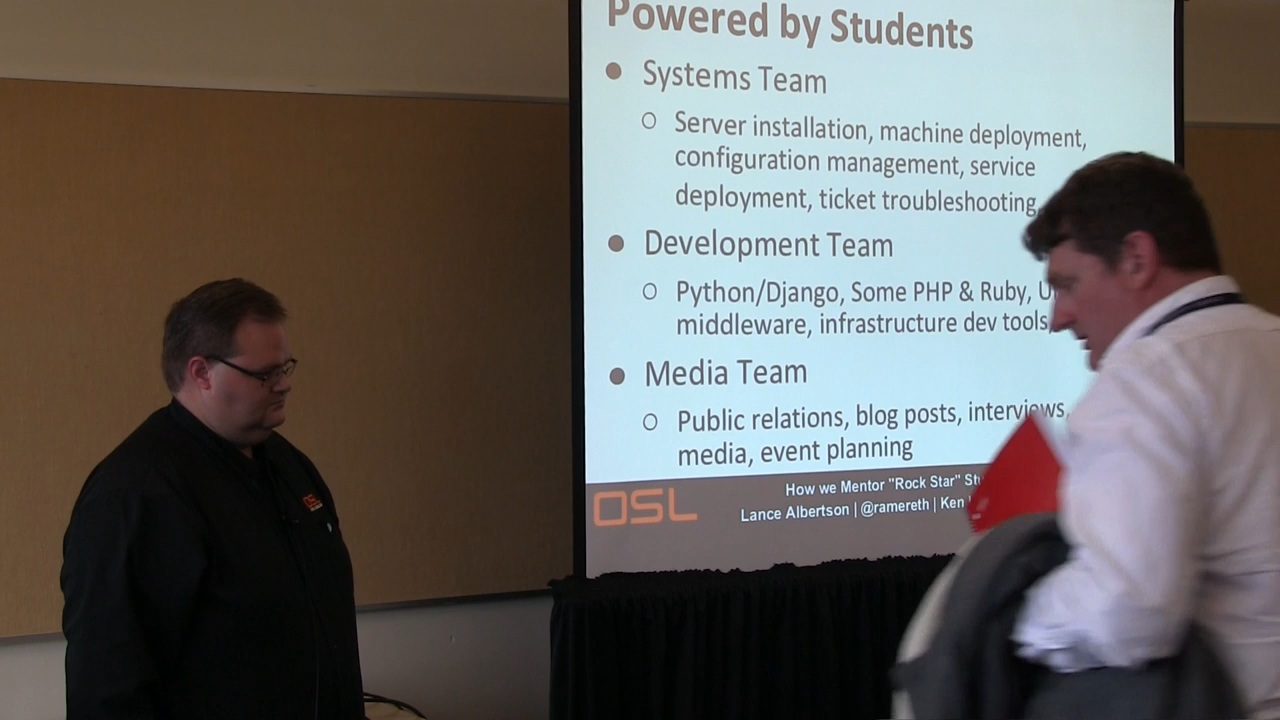 Powered by Students
● Systems Team
○ Server installation, machine deployment,
configuration management, service
deployment, ticket troubleshooting,
● Development Team
○ Python/Django, Some PHP & Ruby,
middleware, infrastructure dev tools,
● Media Team
○ Public relations, blog posts, interviews,
media, event planning
How we Mentor "Rock Star"
Lance Albertson | @ramereth | Ken
OSL
OSL